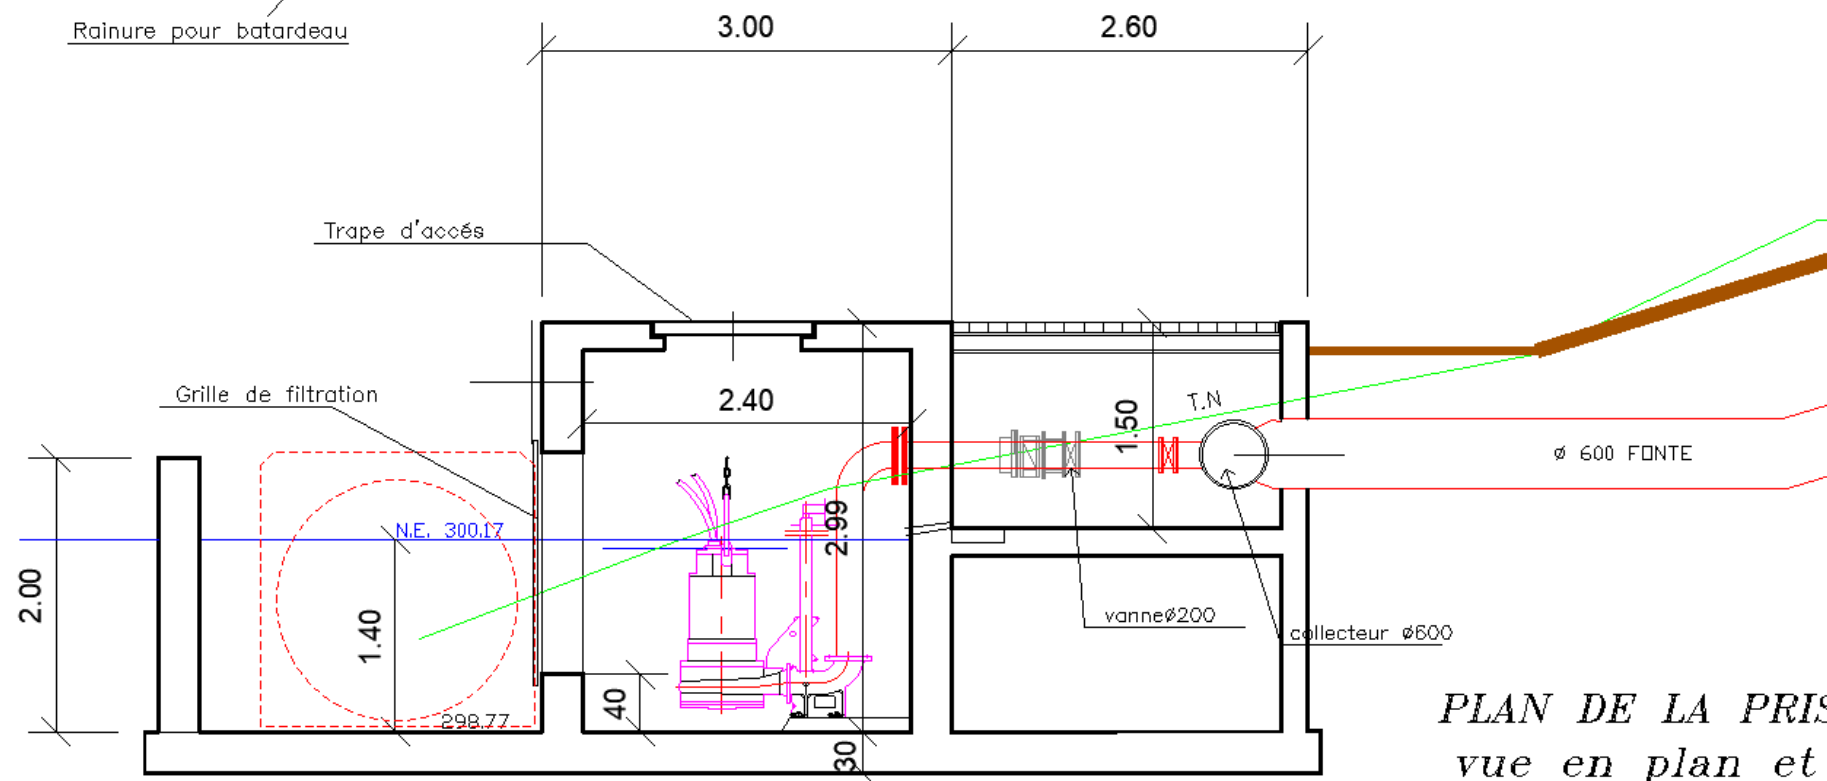 Rainure pour batardeau
3.00
2.60
Trape d'accés
Grille de filtration
2.40
T.N
1.50
ø 600 FONTE
N.E. 300.17
2.99
2.00
1.40
vanneø200
collecteur ø600
40
298.77
30
PLAN DE LA PRIS
vue en plan et